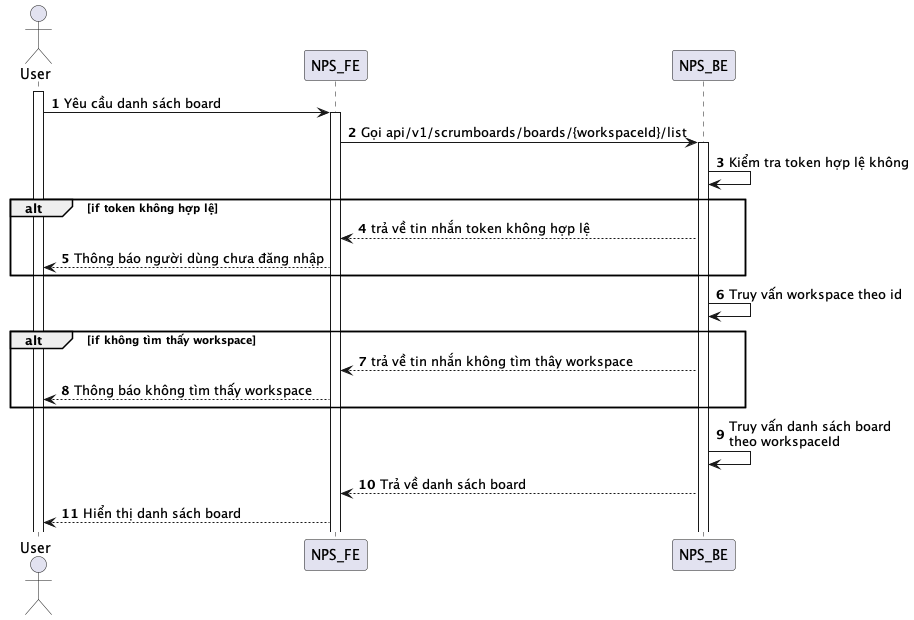 User
NPS_FE
NPS_BE
1 Yêu cầu danh sách board
2 Gọi api/v1/scrumboards/boards/{workspaceId}/list
3 Kiểm tra token hợp lệ không
alt [if token không hợp lệ]
4 trả về tin nhắn token không hợp lệ
5 Thông báo người dùng chưa đăng nhập
6 Truy vấn workspace theo id
alt [if không tìm thấy workspace]
7 trả về tin nhắn không tìm thây workspace
8 Thông báo không tìm thấy workspace
9 Truy vấn danh sách board
theo workspaceId
10 Trả về danh sách board
11 Hiển thị danh sách board
User
NPS_FE
NPS_BE